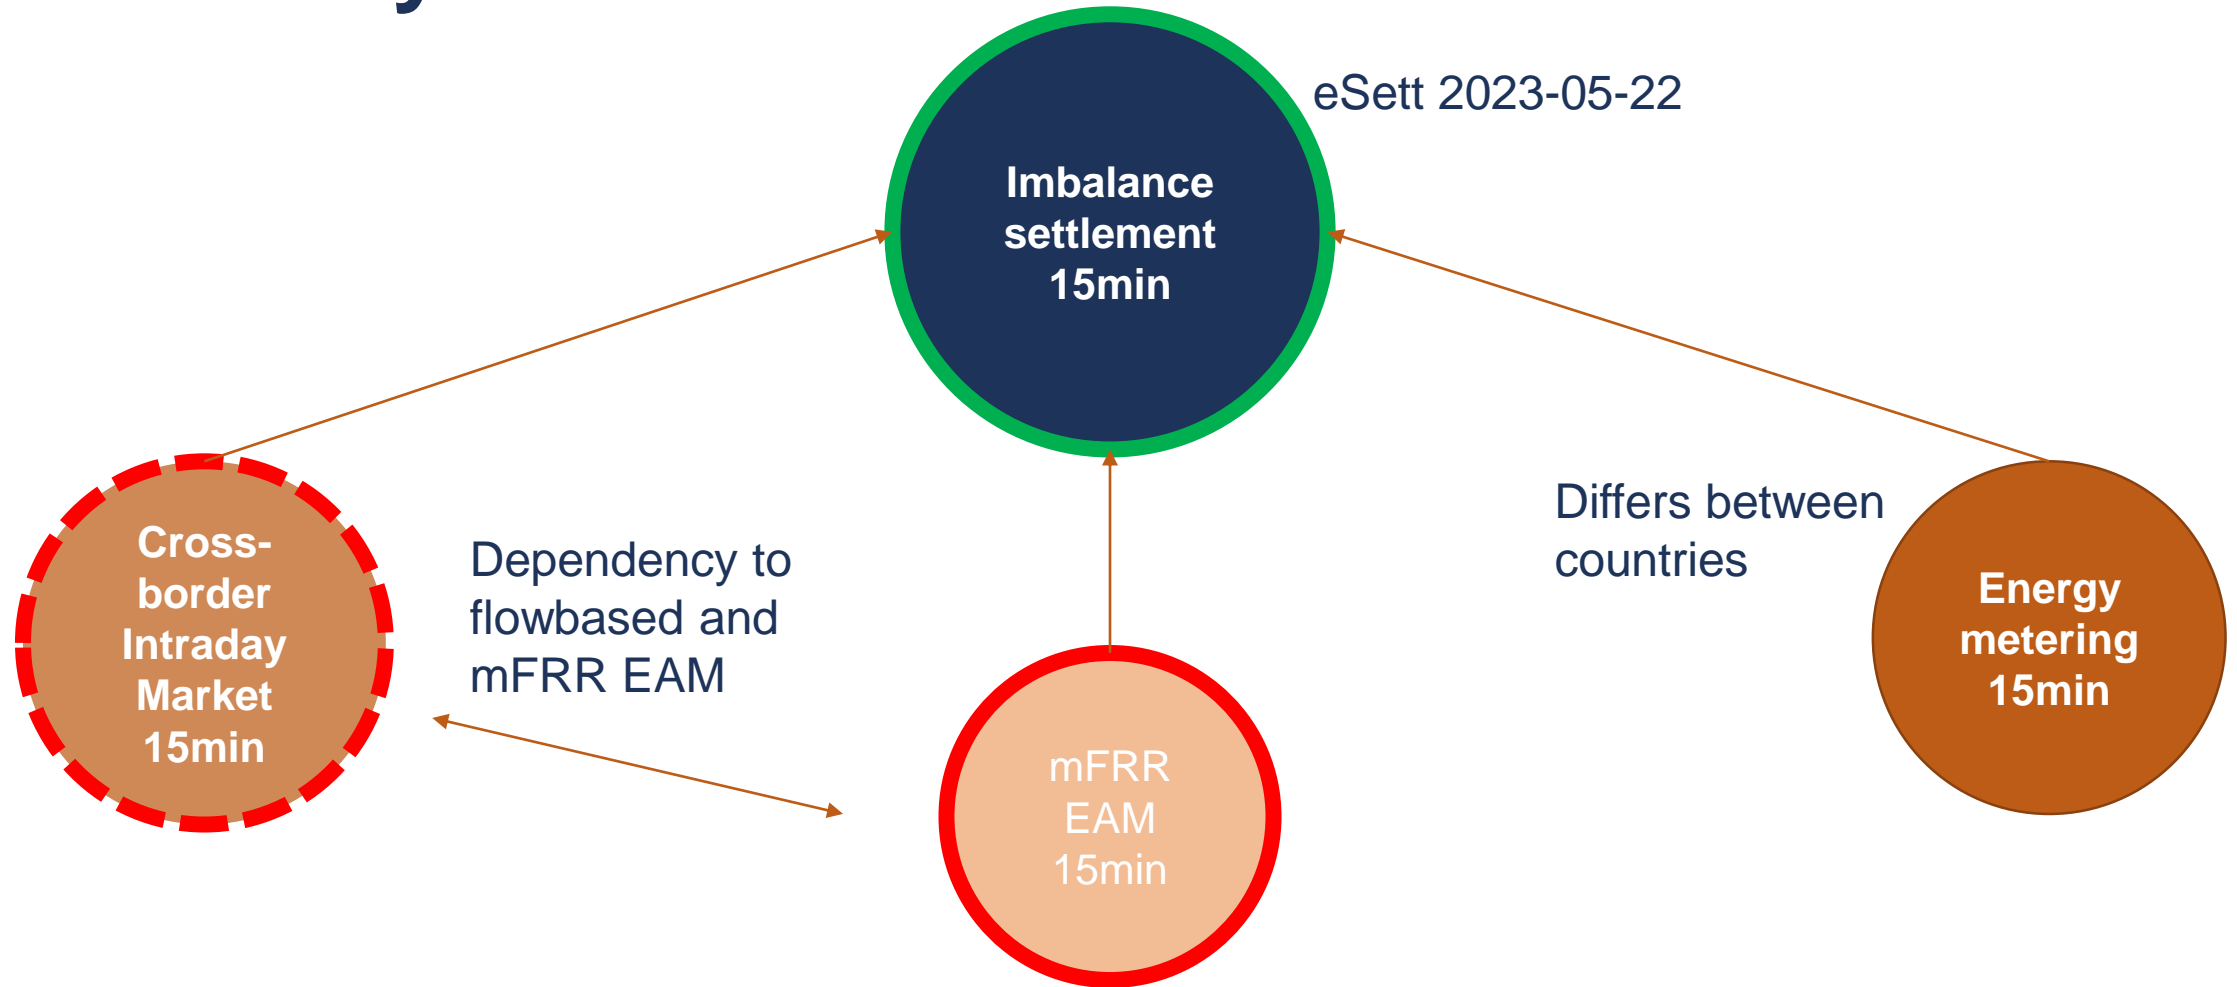 eSett 2023-05-22
Imbalance
settlement
15min
Cross-
border
Intraday
Market
15min
Dependency to
flowbased and
mFRR EAM
mFRR
EAM
15min
Differs between
countries
Energy
metering
15min